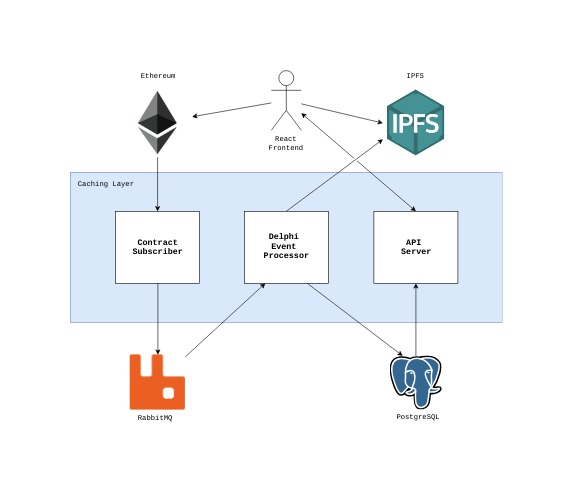 Ethereum
IPFS
IPFS
React
Frontend
Caching Layer
Contract
Subscriber
Delphi
Event
Processor
API
Server
RabbitMQ
PostgreSQL